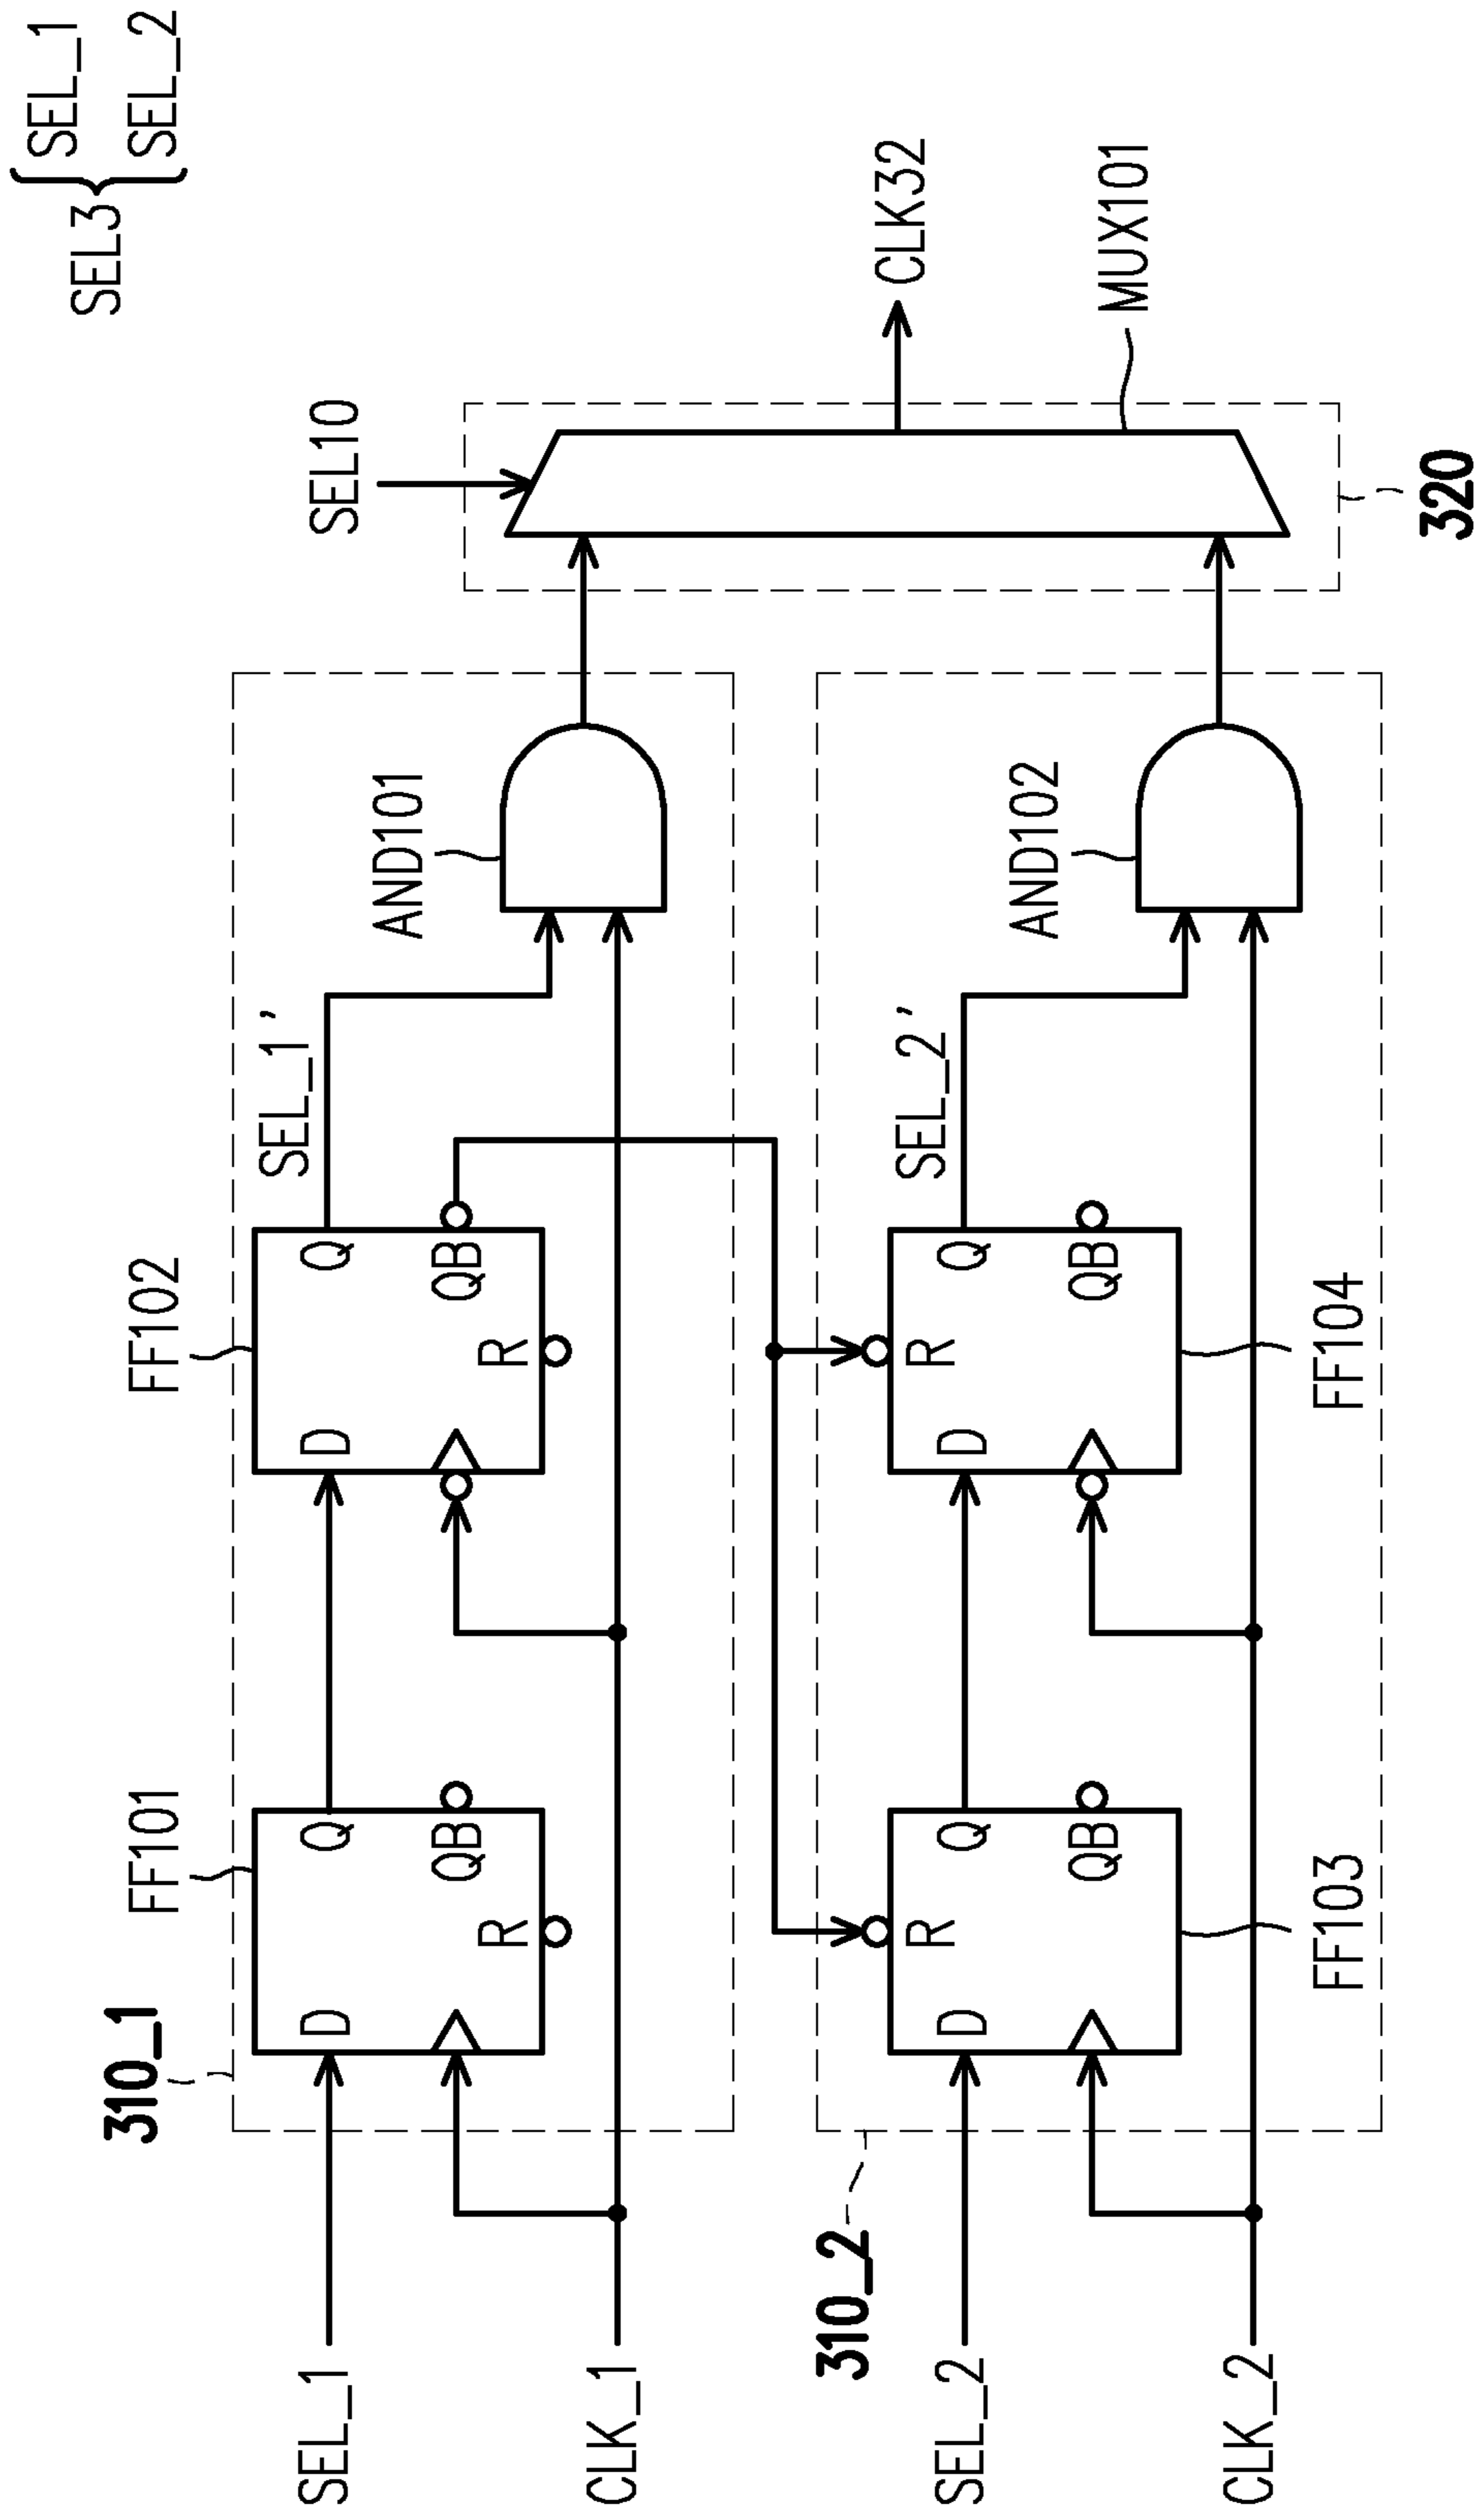 SEL3
SEL_1
SEL_2
310_1
FF101
FF102
SEL_1
D
Q
QB
R
D
Q
QB
R
SEL_1'
AND101
SEL10
CLK_1
CLK32
MUX101
310_2
SEL_2
D
Q
QB
R
D
Q
QB
R
SEL_2'
AND102
CLK_2
FF103
FF104
320